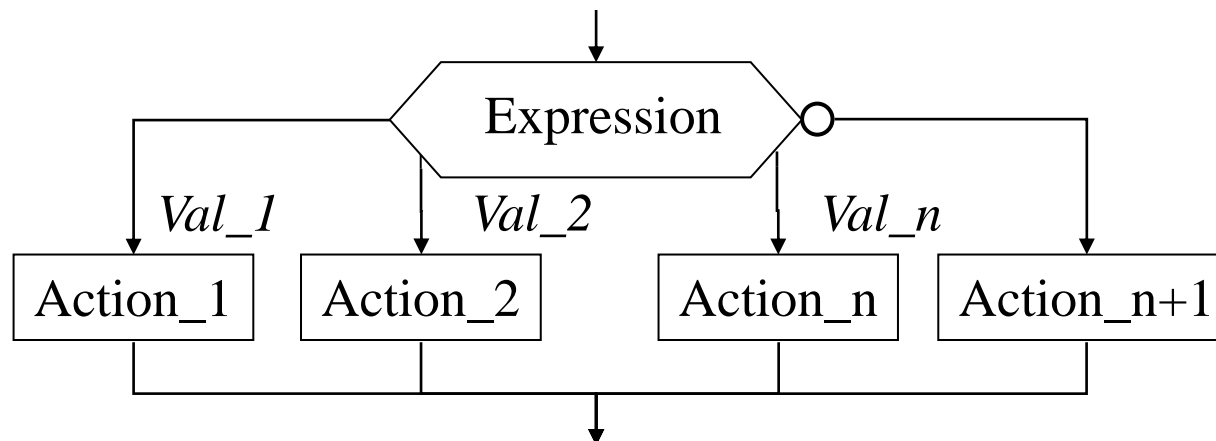 Expression
Val_1
Val_2
Val_n
Action_1
Action_2
Action_n
Action_n+1